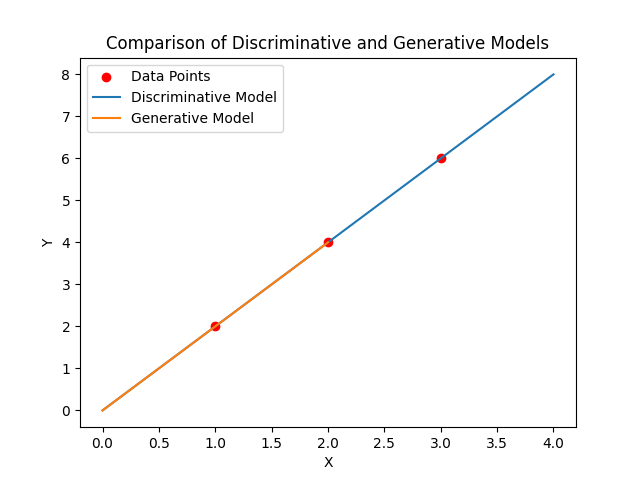 Comparison of Discriminative and Generative Models
Data Points
Discriminative Model
Generative Model
8
7
6
5
4
3
2
1
0
Y
0.0 0.5 1.0 1.5 2.0 2.5 3.0 3.5 4.0
X